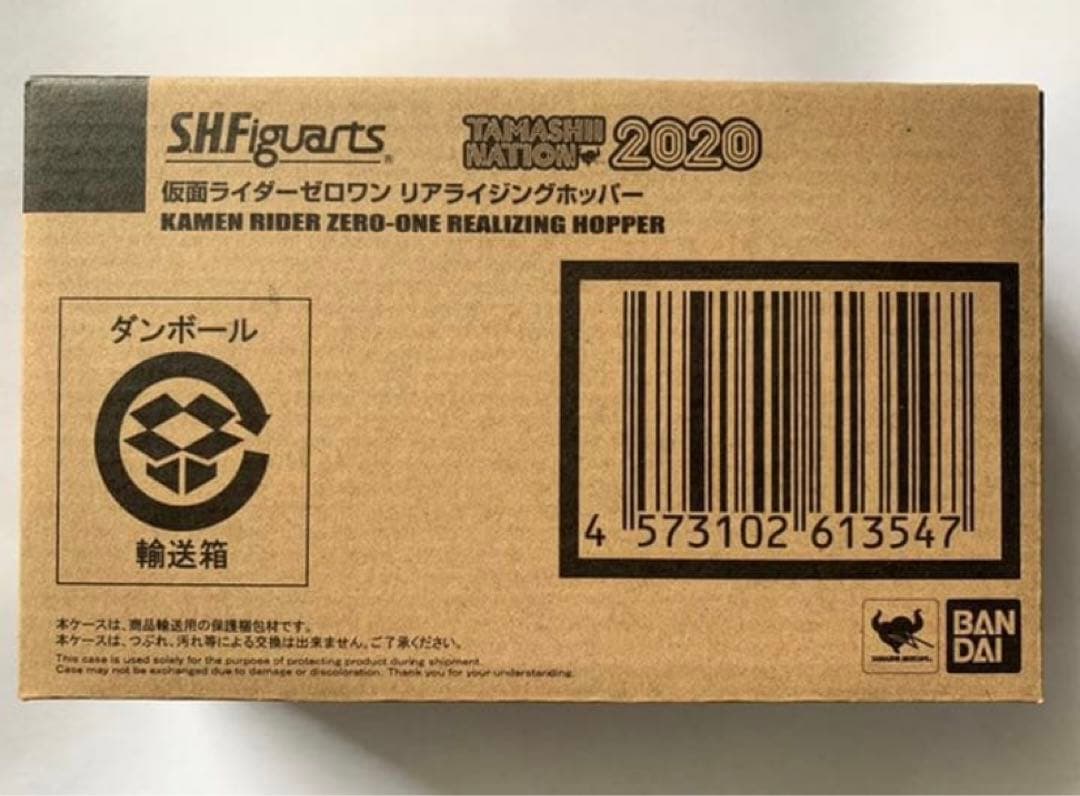 S.H.Figuarts®
TAMASHII NATION 2020
仮面ライダーゼロワン リアライジングホッパー
KAMEN RIDER ZERO-ONE REALIZING HOPPER
ダンボール
輸送箱
4 573102 613547
本ケースは、商品輸送用の保護梱包材です。
本ケースは、つぶれ、汚れ等による交換は出来ません。ご了承ください。
This case is used solely for the purpose of protecting product during shipment.
Case may not be exchanged due to damage or discoloration. Thank you for your understanding.
BAN
DAI